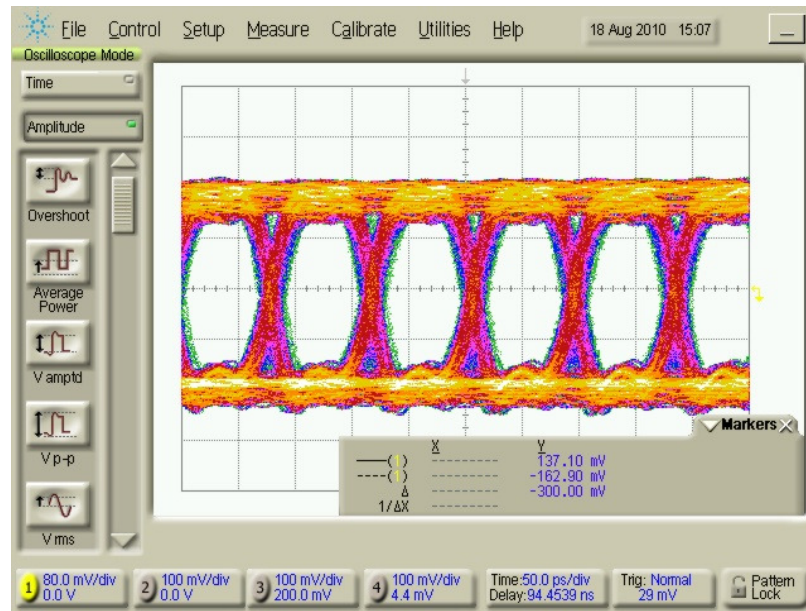 File Control Setup Measure Calibrate Utilities Help 18 Aug 2010 15:07
Oscilloscope Mode
Time
Amplitude
Overshoot
Average
Power
V amptd
V p-p
V rms
Markers
X Y
(1) --------- 137.10 mV
----(1) --------- -162.90 mV
Δ --------- -300.00 mV
1/ΔX ---------
1 80.0 mV/div
0.0 V
2) 100 mV/div
0.0 V
3) 100 mV/div
200.0 mV
4) 100 mV/div
4.4 mV
Time:50.0 ps/div
Delay:94.4539 ns
Trig: Normal
29 mV
Pattern
Lock